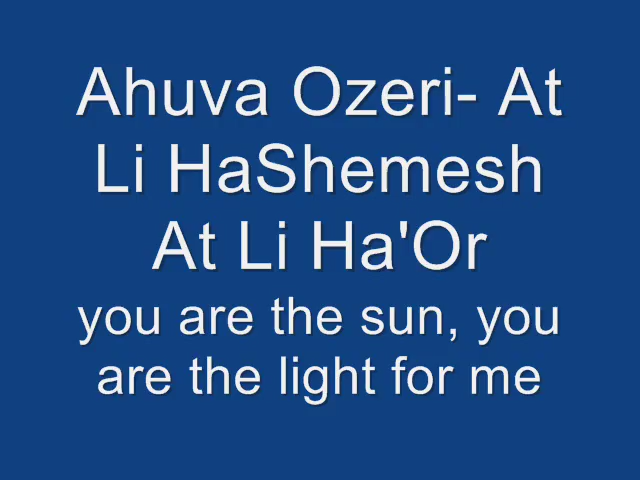 Ahuva Ozeri- At
Li HaShemesh
At Li Ha'Or
you are the sun, you
are the light for me